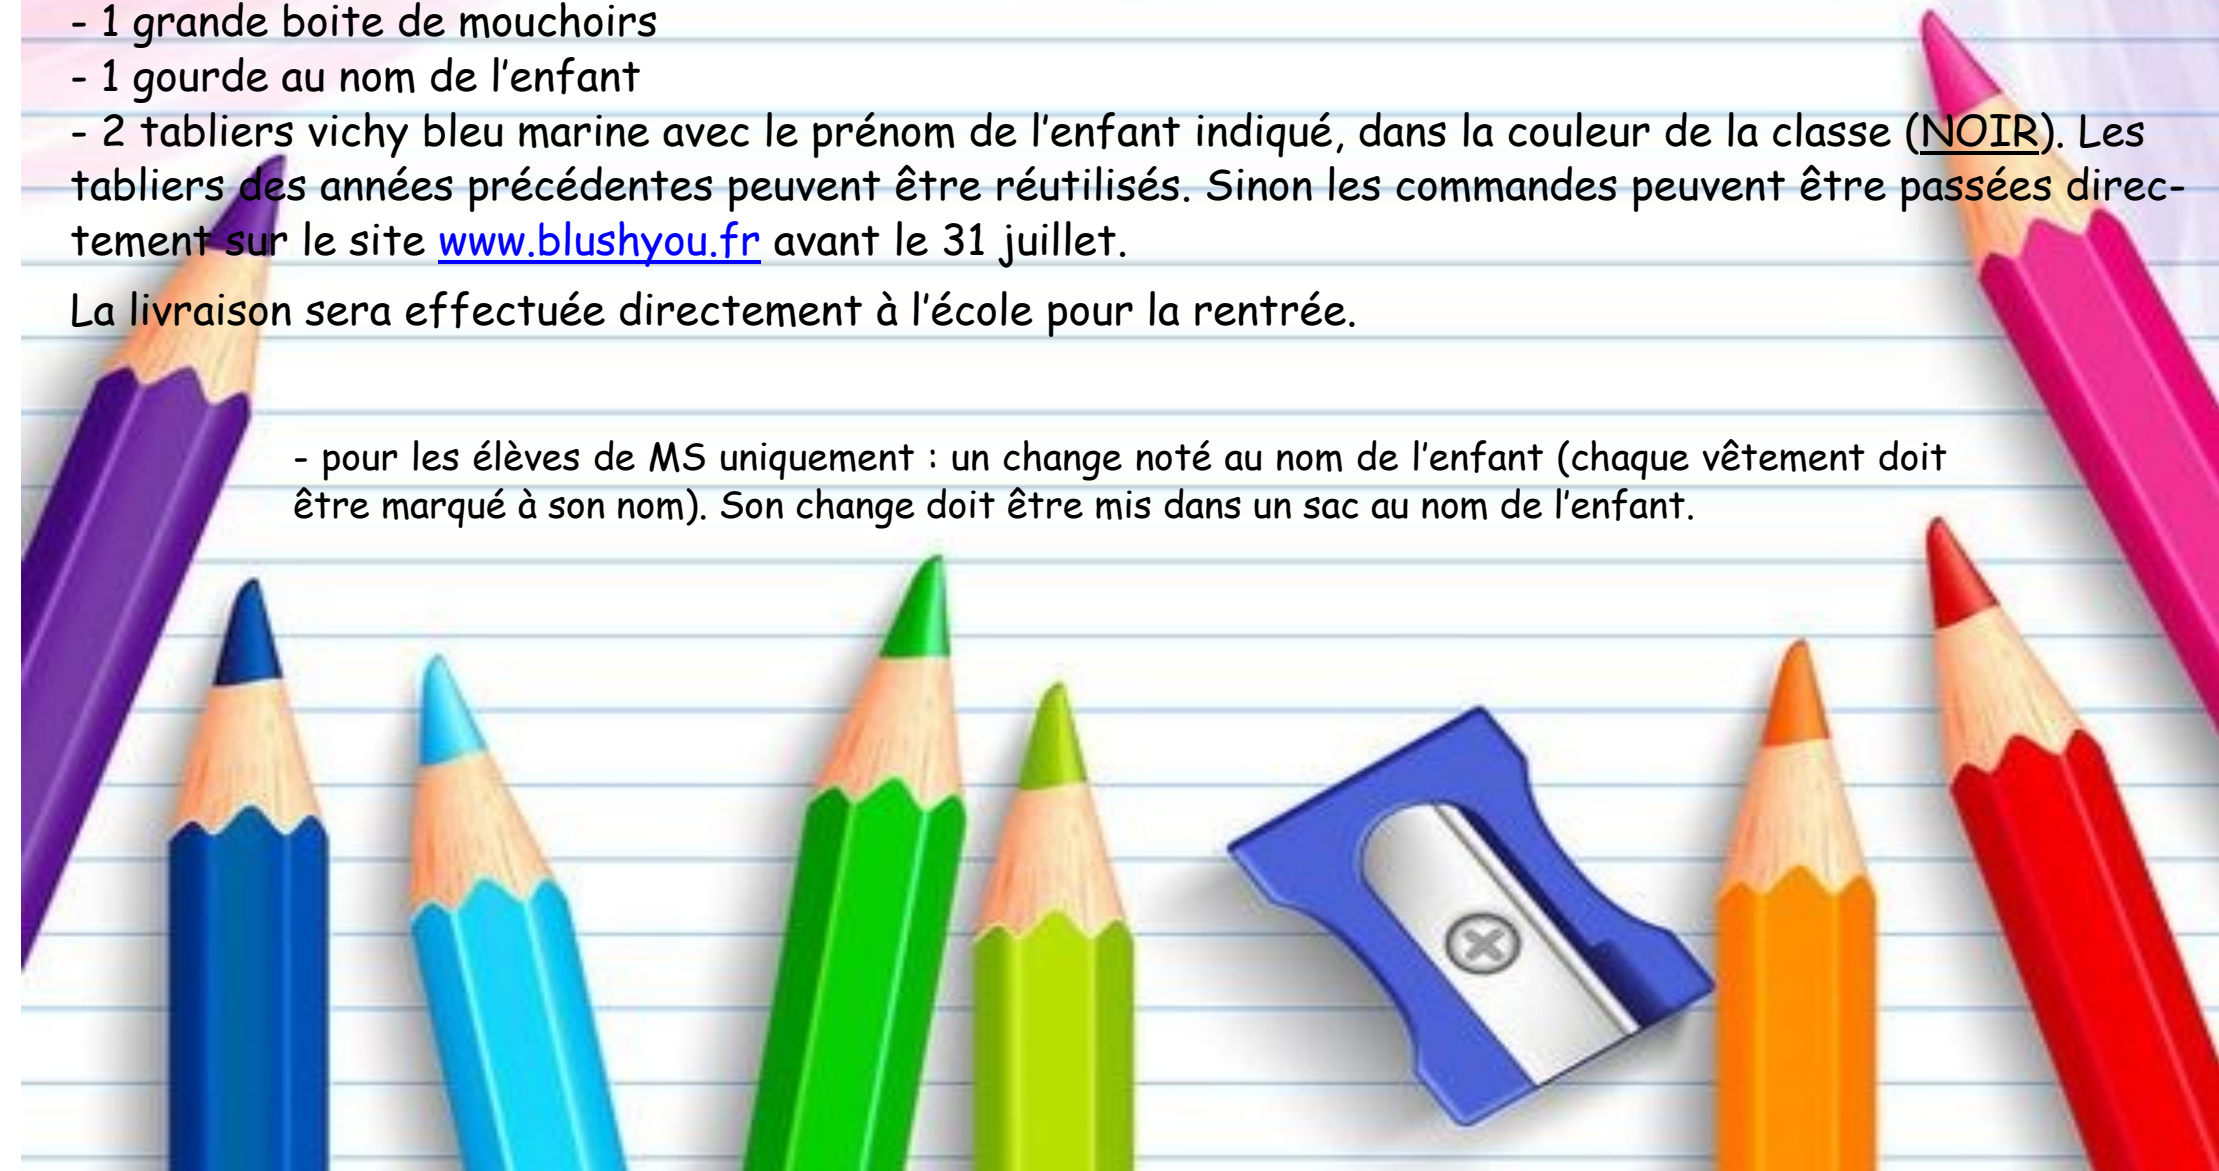 - 1 grande boite de mouchoirs
- 1 gourde au nom de l'enfant
- 2 tabliers vichy bleu marine avec le prénom de l'enfant indiqué, dans la couleur de la classe (NOIR). Les
tabliers des années précédentes peuvent être réutilisés. Sinon les commandes peuvent être passées direc-
tement sur le site www.blushyou.fr avant le 31 juillet.
La livraison sera effectuée directement à l'école pour la rentrée.
- pour les élèves de MS uniquement : un change noté au nom de l'enfant (chaque vêtement doit
être marqué à son nom). Son change doit être mis dans un sac au nom de l'enfant.